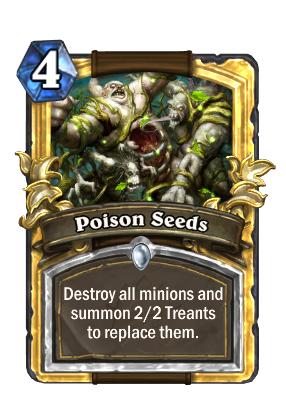 4
Poison Seeds
Destroy all minions and
summon 2/2 Treants
to replace them.